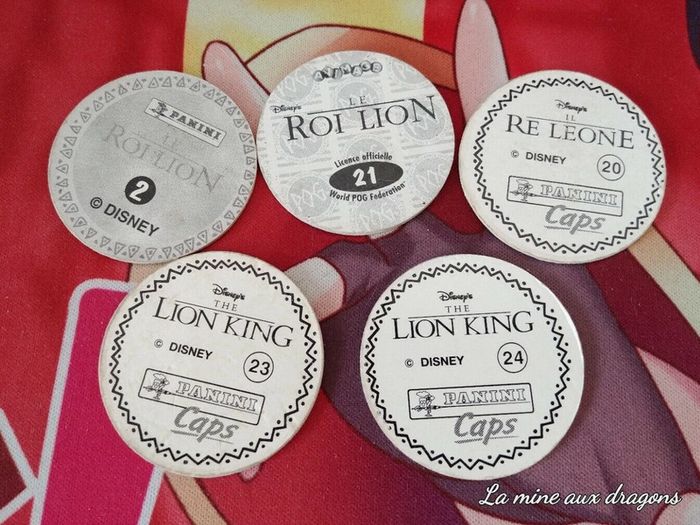 PANINI
LE
ROI LION
2
© DISNEY
AVIMAGE
Disney's
LE
ROI LION
Licence officielle
21
World POG Federation
Disney's
IL
RE LEONE
© DISNEY
20
PANINI
Caps
Disney's
THE
LION KING
© DISNEY
23
PANINI
Caps
Disney's
THE
LION KING
© DISNEY
24
PANINI
Caps
La mine aux dragons